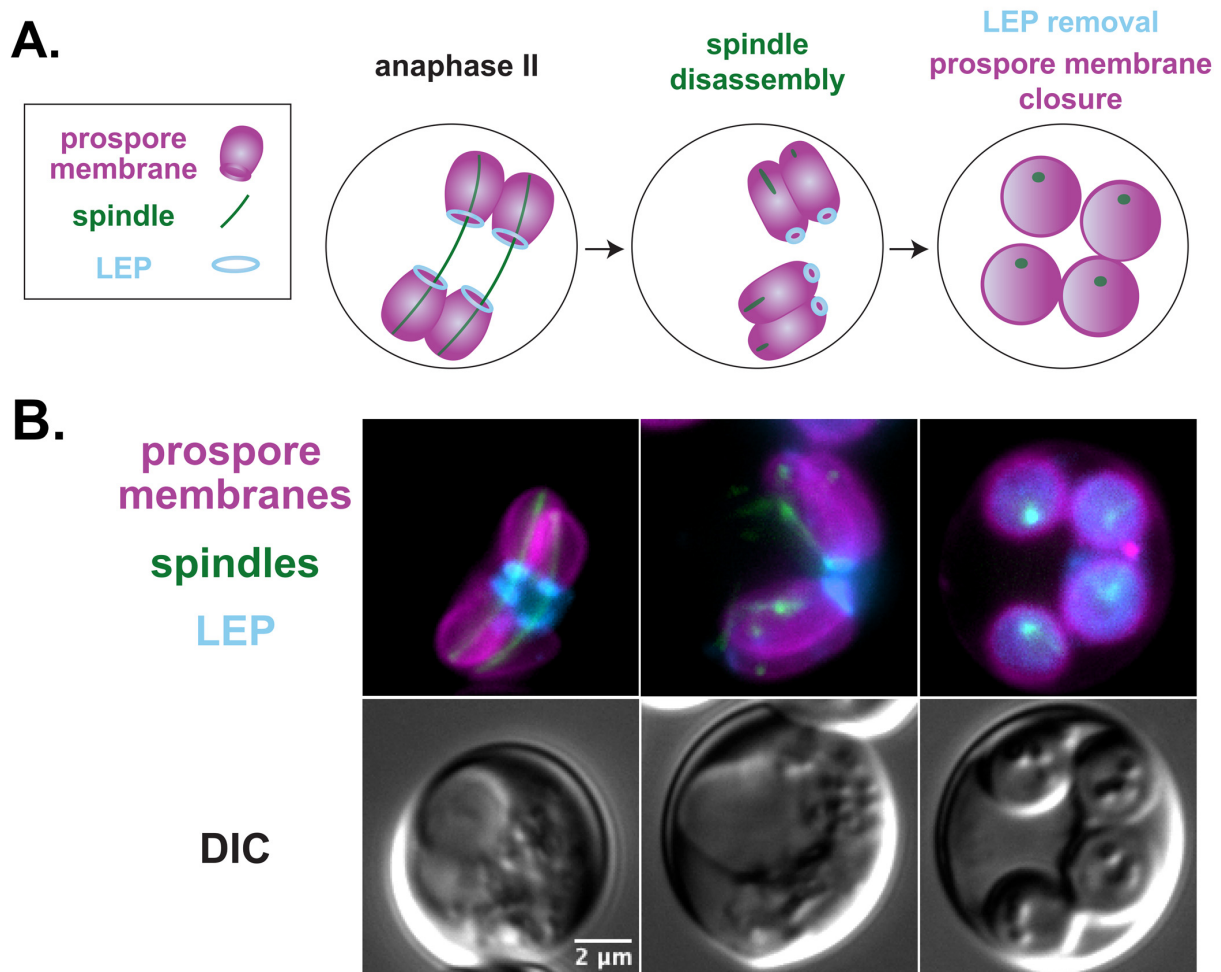 A.
anaphase II
spindle
disassembly
LEP removal
prospore membrane
closure
prospore
membrane
spindle
LEP
B.
prospore
membranes
spindles
LEP
DIC
2 μm